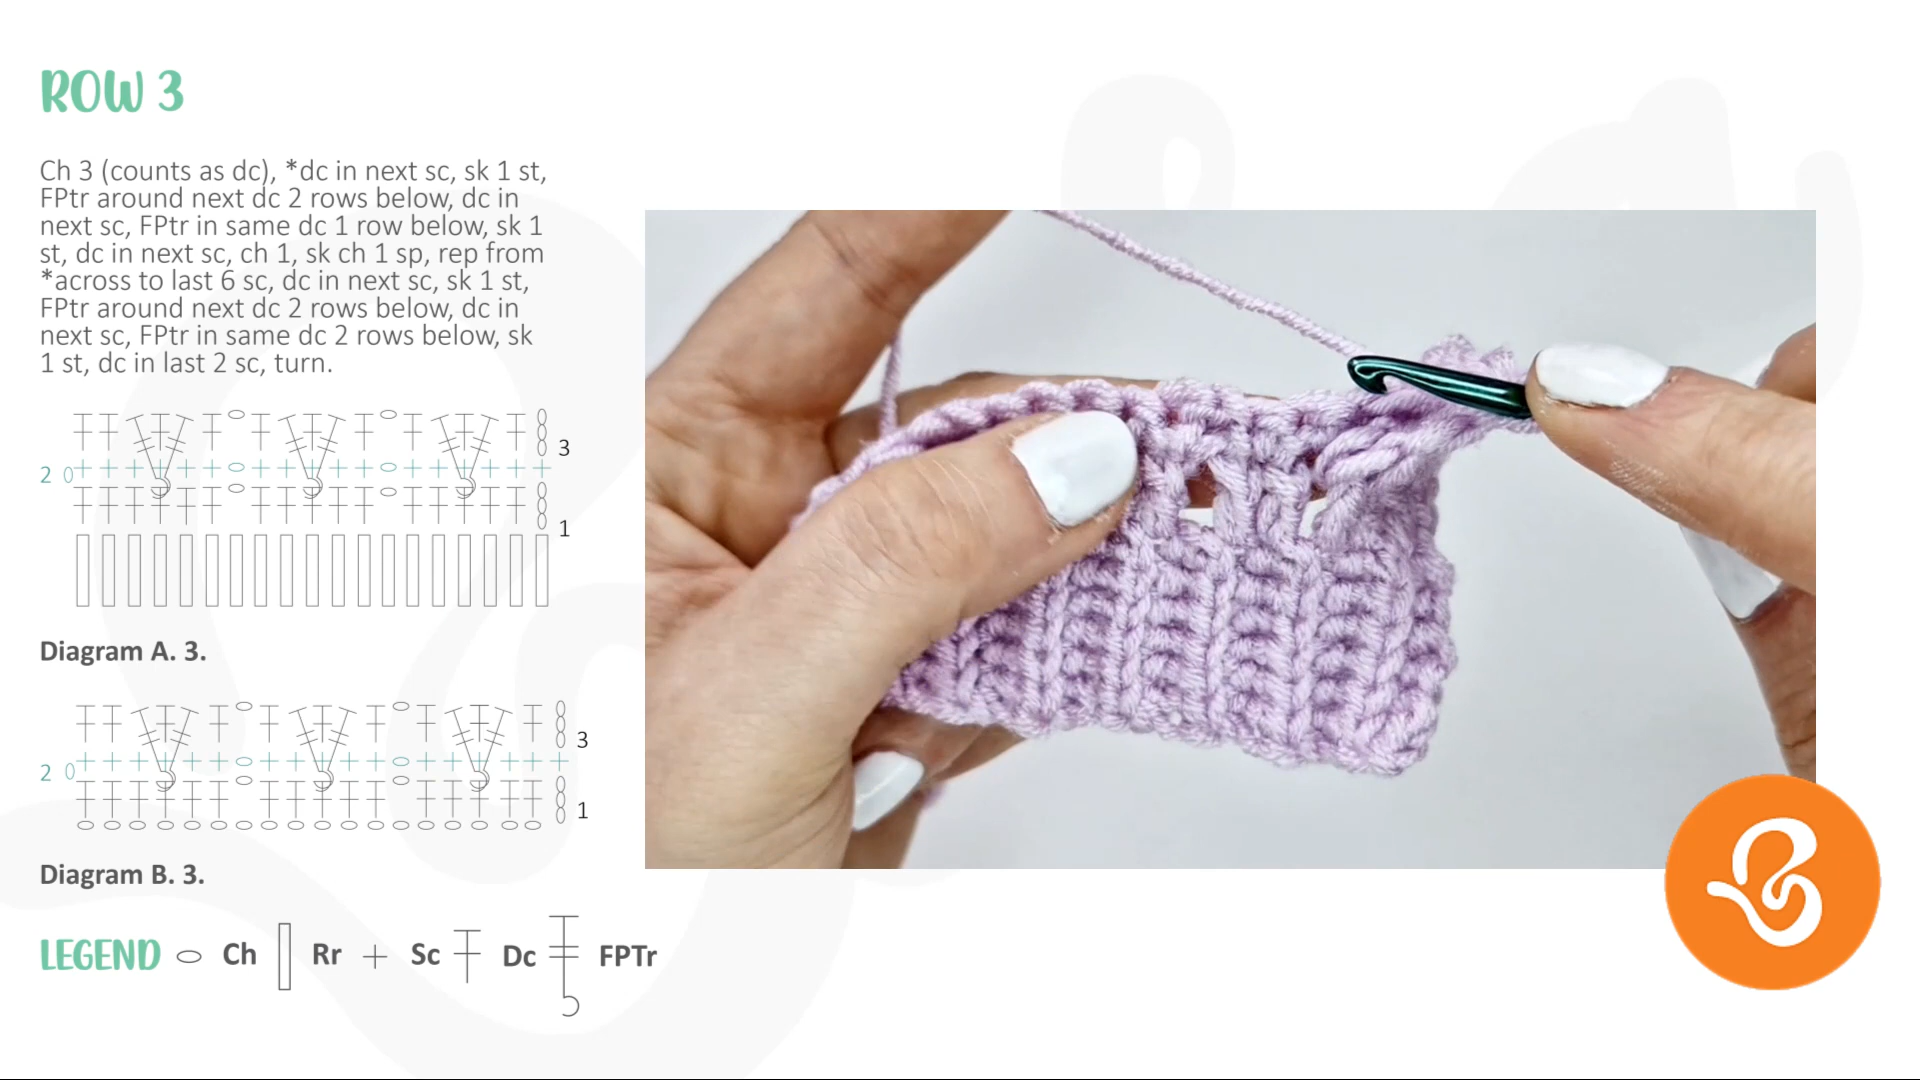 ROW 3
Ch 3 (counts as dc), *dc in next sc, sk 1 st,
FPtr around next dc 2 rows below, dc in
next sc, FPtr in same dc 1 row below, sk 1
st, dc in next sc, ch 1, sk ch 1 sp, rep from
*across to last 6 sc, dc in next sc, sk 1 st,
FPtr around next dc 2 rows below, dc in
next sc, FPtr in same dc 2 rows below, sk
1 st, dc in last 2 sc, turn.
3
2
1
Diagram A. 3.
3
2
1
Diagram B. 3.
LEGEND Ch Rr Sc Dc FPTr